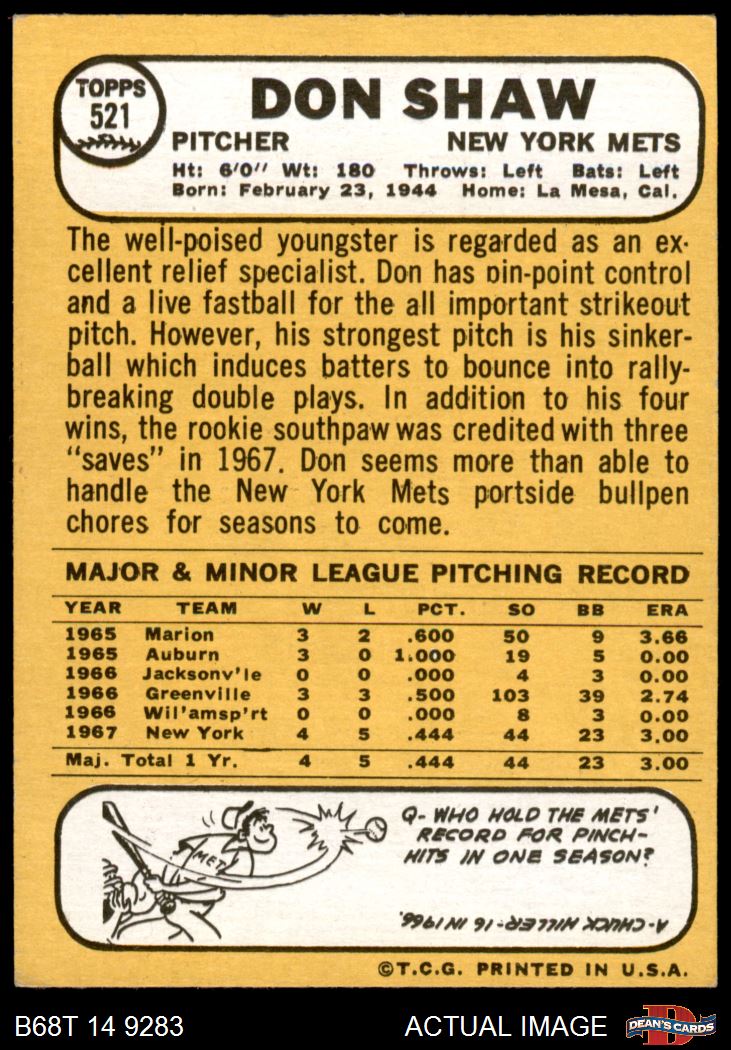 TOPPS
521
DON SHAW
PITCHER NEW YORK METS
Ht: 6'0" Wt: 180 Throws: Left Bats: Left
Born: February 23, 1944 Home: La Mesa, Cal.
The well-poised youngster is regarded as an ex-
cellent relief specialist. Don has pin-point control
and a live fastball for the all important strikeout
pitch. However, his strongest pitch is his sinker-
ball which induces batters to bounce into rally-
breaking double plays. In addition to his four
wins, the rookie southpaw was credited with three
"saves" in 1967. Don seems more than able to
handle the New York Mets portside bullpen
chores for seasons to come.
MAJOR & MINOR LEAGUE PITCHING RECORD
YEAR TEAM W L PCT. SO BB ERA
1965 Marion 3 2 .600 50 9 3.66
1965 Auburn 3 0 1.000 19 5 0.00
1966 Jacksonv'le 0 0 .000 4 3 0.00
1966 Greenville 3 3 .500 103 39 2.74
1966 Wil'amsp'rt 0 0 .000 8 3 0.00
1967 New York 4 5 .444 44 23 3.00
Maj. Total 1 Yr. 4 5 .444 44 23 3.00
METS
Q- WHO HOLD THE METS'
RECORD FOR PINCH-
HITS IN ONE SEASON?
A-CHUCK HILLER-16 IN 1966.
©T.C.G. PRINTED IN U.S.A.
B68T 14 9283 ACTUAL IMAGE
D
DEAN'S CARDS